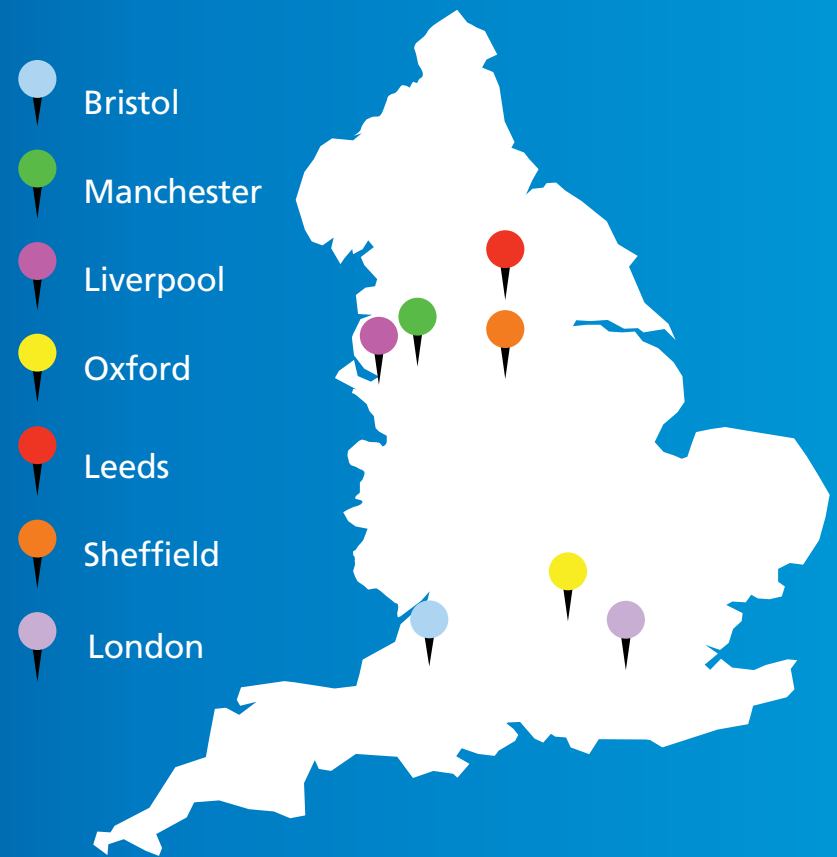 Bristol
Manchester
Liverpool
Oxford
Leeds
Sheffield
London